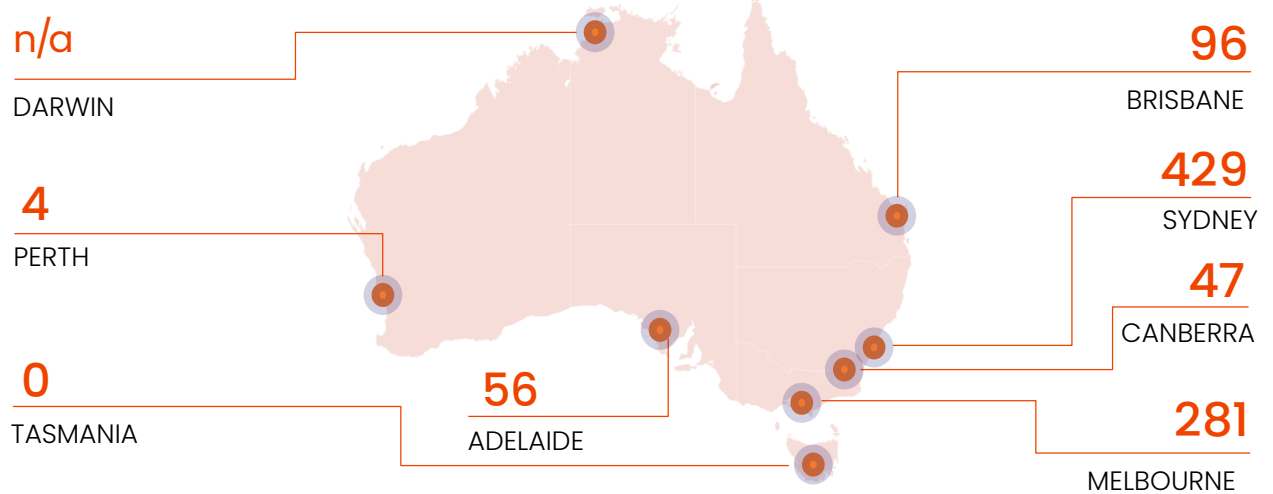 n/a
DARWIN
4
PERTH
0
TASMANIA
56
ADELAIDE
96
BRISBANE
429
SYDNEY
47
CANBERRA
281
MELBOURNE